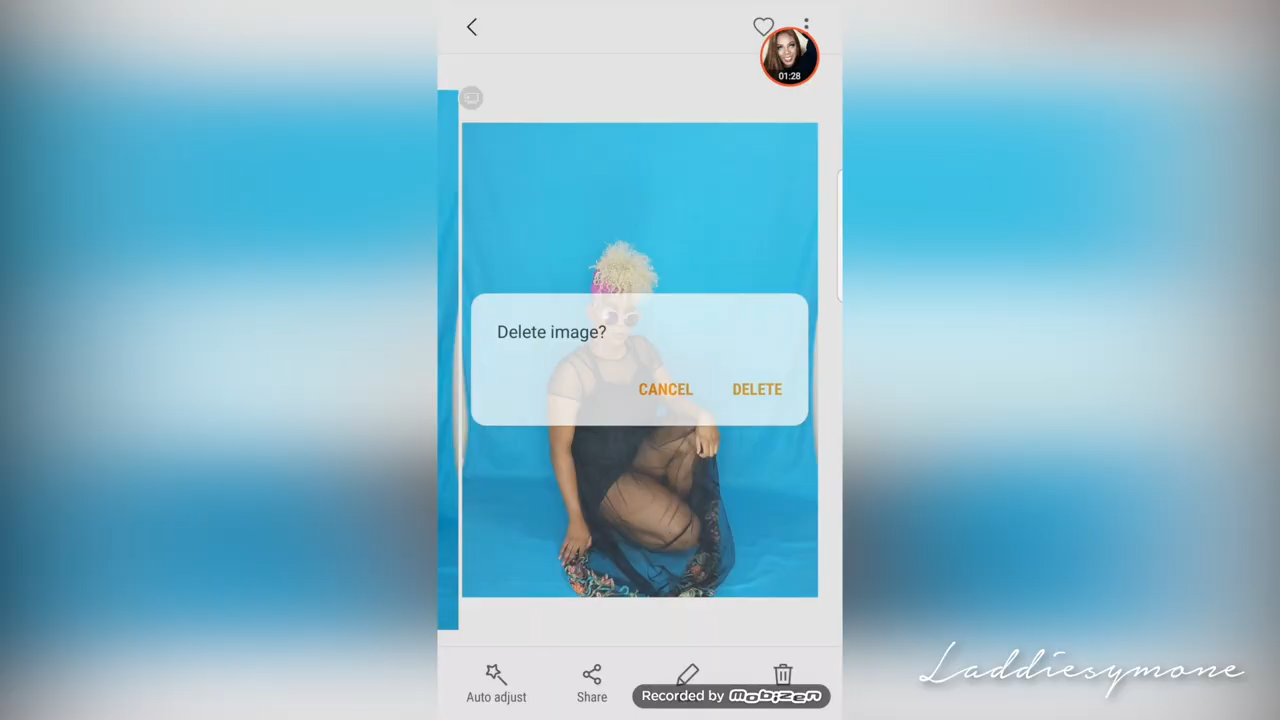 01:28
Delete image?
CANCEL DELETE
Auto adjust Share
Recorded by mobizen
Laddiesymone